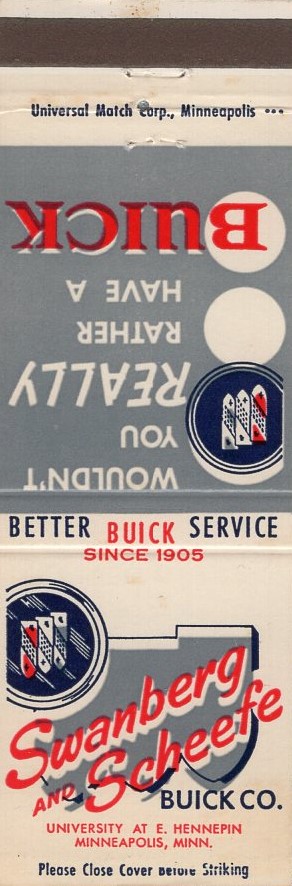 Universal Match Corp., Minneapolis ***
WOULDN'T
YOU
REALLY
RATHER
HAVE A
BUICK
BETTER BUICK SERVICE
SINCE 1905
Swanberg
AND Scheefe
BUICK CO.
UNIVERSITY AT E. HENNEPIN
MINNEAPOLIS, MINN.
Please Close Cover Before Striking